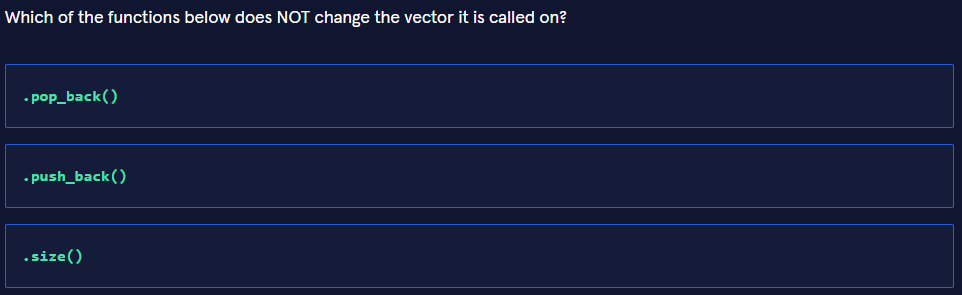 Which of the functions below does NOT change the vector it is called on?
.pop_back()
.push_back()
.size()